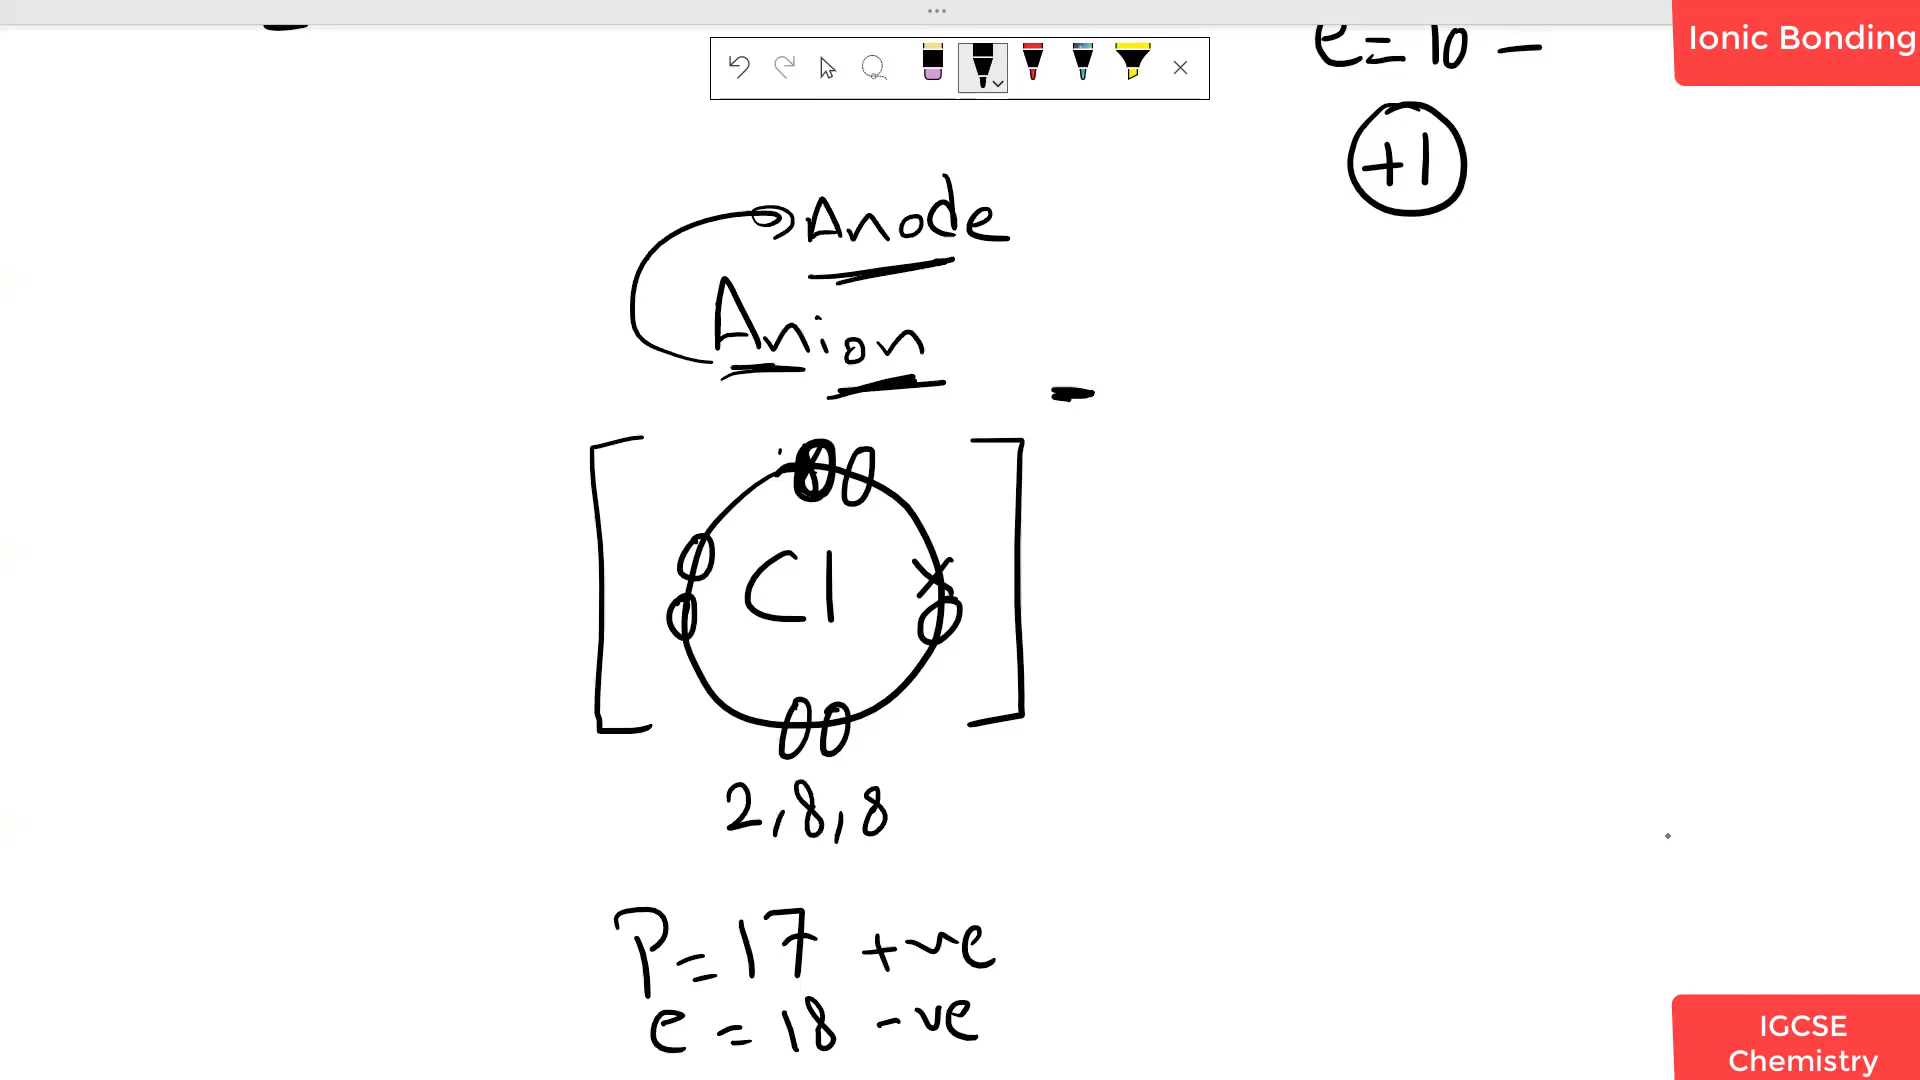 Ionic Bonding
e = 10 -
+1
Anode
Anion
-
Cl
2,8,8
P = 17 +ve
e = 18 -ve
IGCSE
Chemistry